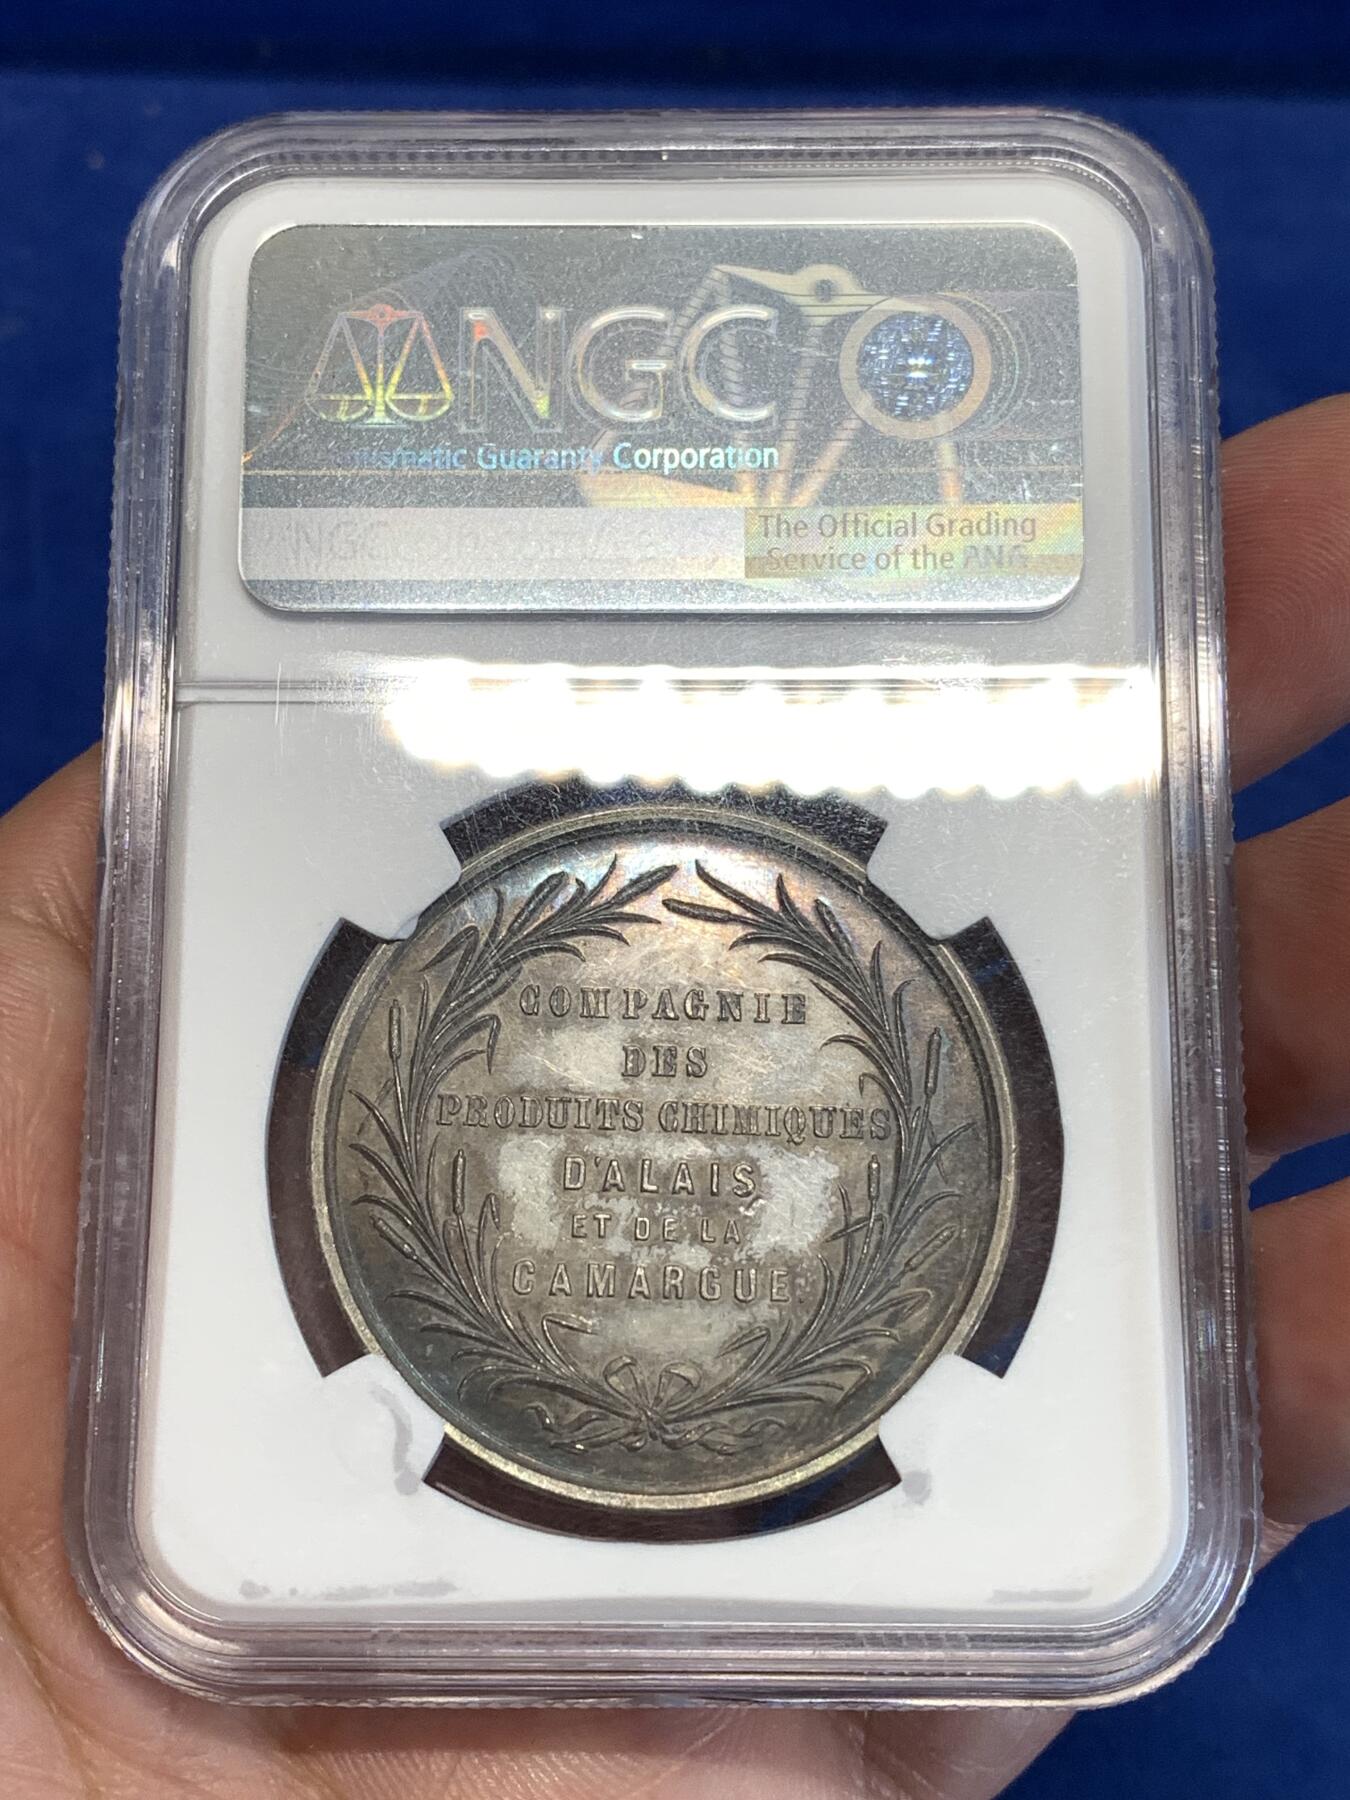 NGC
Numismatic Guaranty Corporation
The Official Grading
Service of the ANA
COMPAGNIE
DES
PRODUITS CHIMIQUES
D'ALAIS
ET DE LA
CAMARGUE